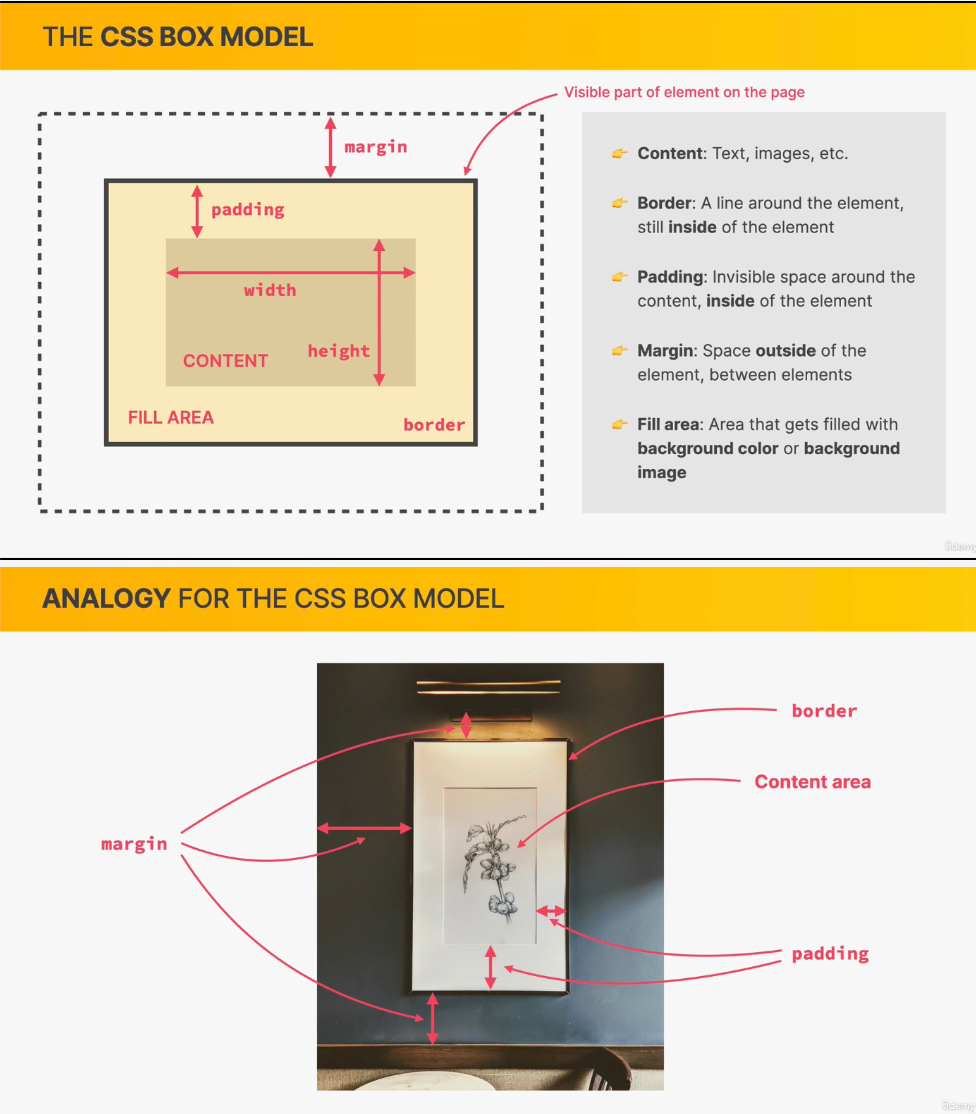 THE CSS BOX MODEL
Visible part of element on the page
margin
padding
width
height
CONTENT
FILL AREA
border
👉 Content: Text, images, etc.
👉 Border: A line around the element,
still inside of the element
👉 Padding: Invisible space around the
content, inside of the element
👉 Margin: Space outside of the
element, between elements
👉 Fill area: Area that gets filled with
background color or background
image
ûdemy
ANALOGY FOR THE CSS BOX MODEL
border
Content area
margin
padding
ûdemy